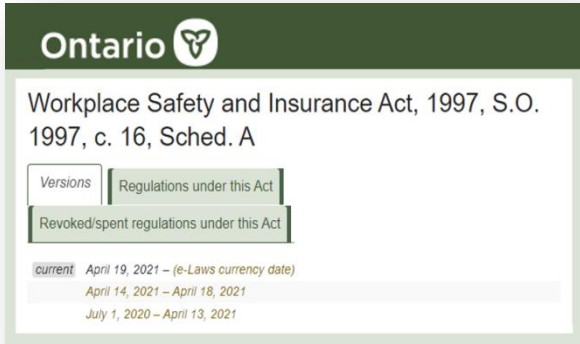 Ontario
Workplace Safety and Insurance Act, 1997, S.O.
1997, c. 16, Sched. A
Versions
Regulations under this Act
Revoked/spent regulations under this Act
current April 19, 2021 – (e-Laws currency date)
April 14, 2021 – April 18, 2021
July 1, 2020 – April 13, 2021